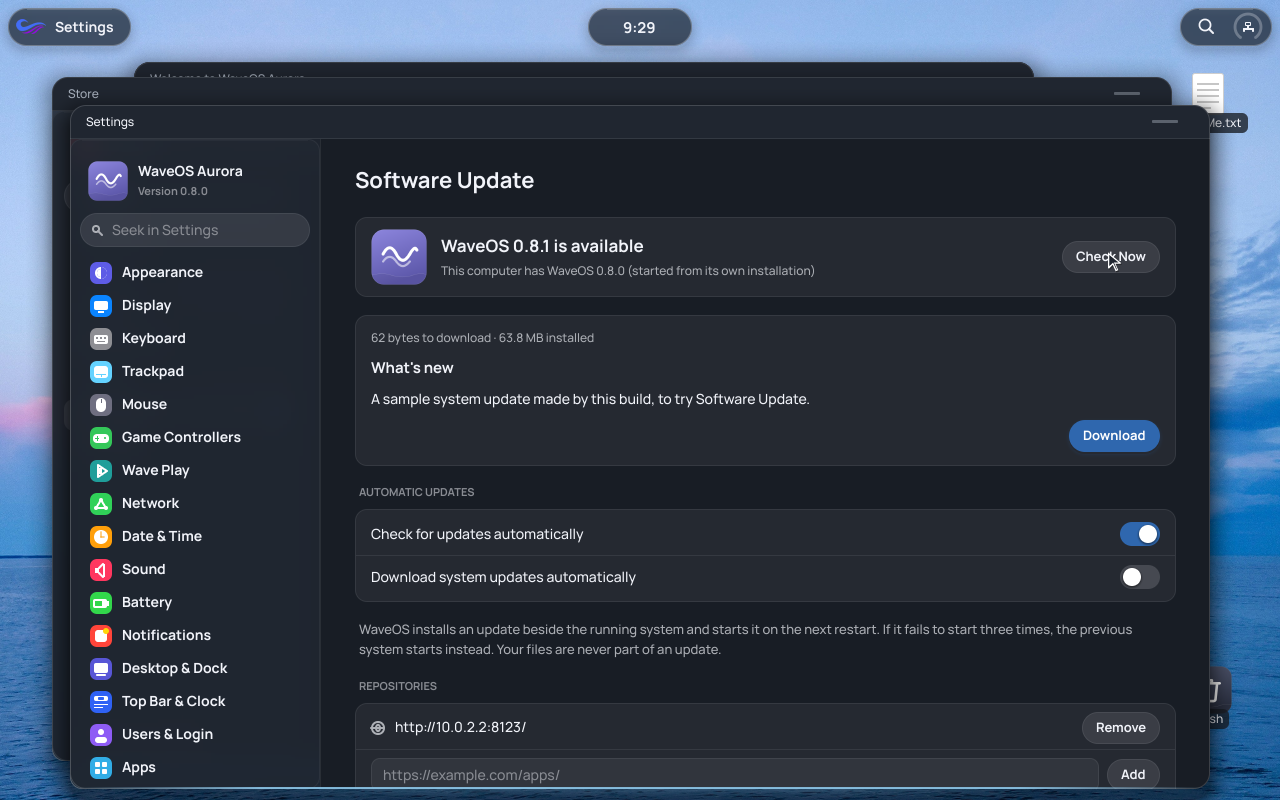 Settings
9:29
Welcome to WaveOS Aurora
Store
Me.txt
Settings
WaveOS Aurora
Version 0.8.0
Seek in Settings
Appearance
Display
Keyboard
Trackpad
Mouse
Game Controllers
Wave Play
Network
Date & Time
Sound
Battery
Notifications
Desktop & Dock
Top Bar & Clock
Users & Login
Apps
Software Update
WaveOS 0.8.1 is available
This computer has WaveOS 0.8.0 (started from its own installation)
Check Now
62 bytes to download · 63.8 MB installed
What's new
A sample system update made by this build, to try Software Update.
Download
AUTOMATIC UPDATES
Check for updates automatically
Download system updates automatically
WaveOS installs an update beside the running system and starts it on the next restart. If it fails to start three times, the previous
system starts instead. Your files are never part of an update.
REPOSITORIES
http://10.0.2.2:8123/
Remove
https://example.com/apps/
Add
sh